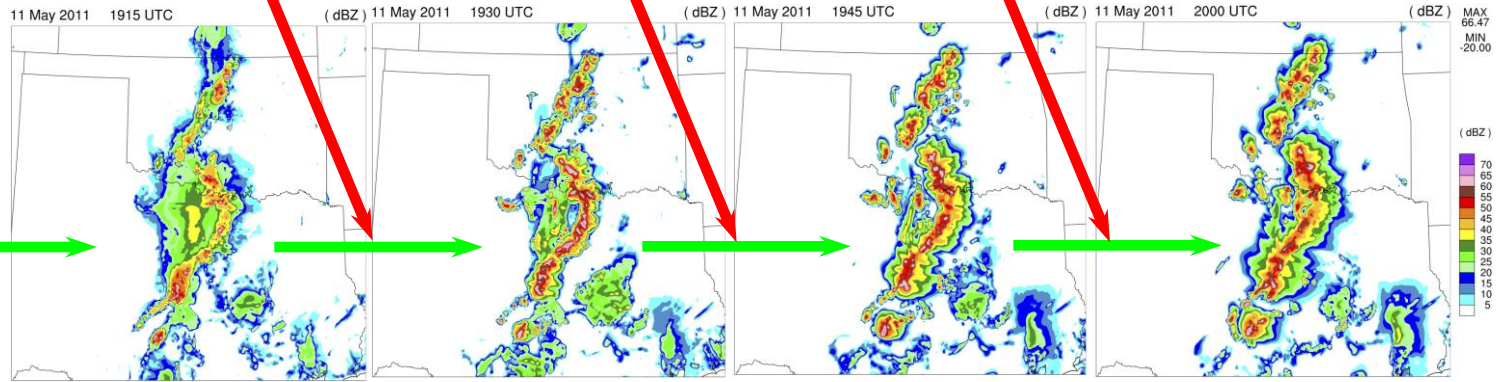 11 May 2011 1915 UTC (dBZ)
11 May 2011 1930 UTC (dBZ)
11 May 2011 1945 UTC (dBZ)
11 May 2011 2000 UTC (dBZ)
MAX
66.47
MIN
-20.00
(dBZ)
70
65
60
55
50
45
40
35
30
25
20
15
10
5